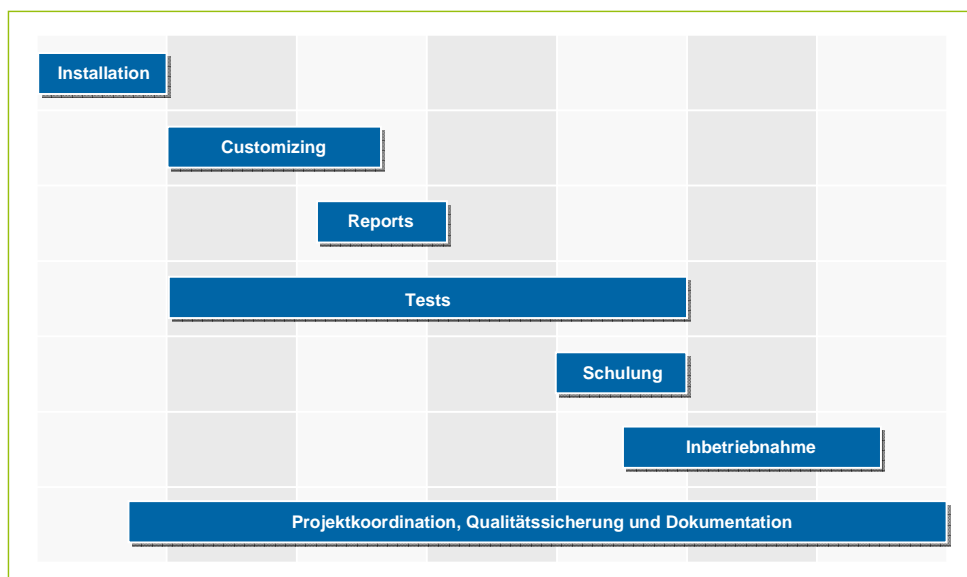 Installation
Customizing
Reports
Tests
Schulung
Inbetriebnahme
Projektkoordination, Qualitätssicherung und Dokumentation